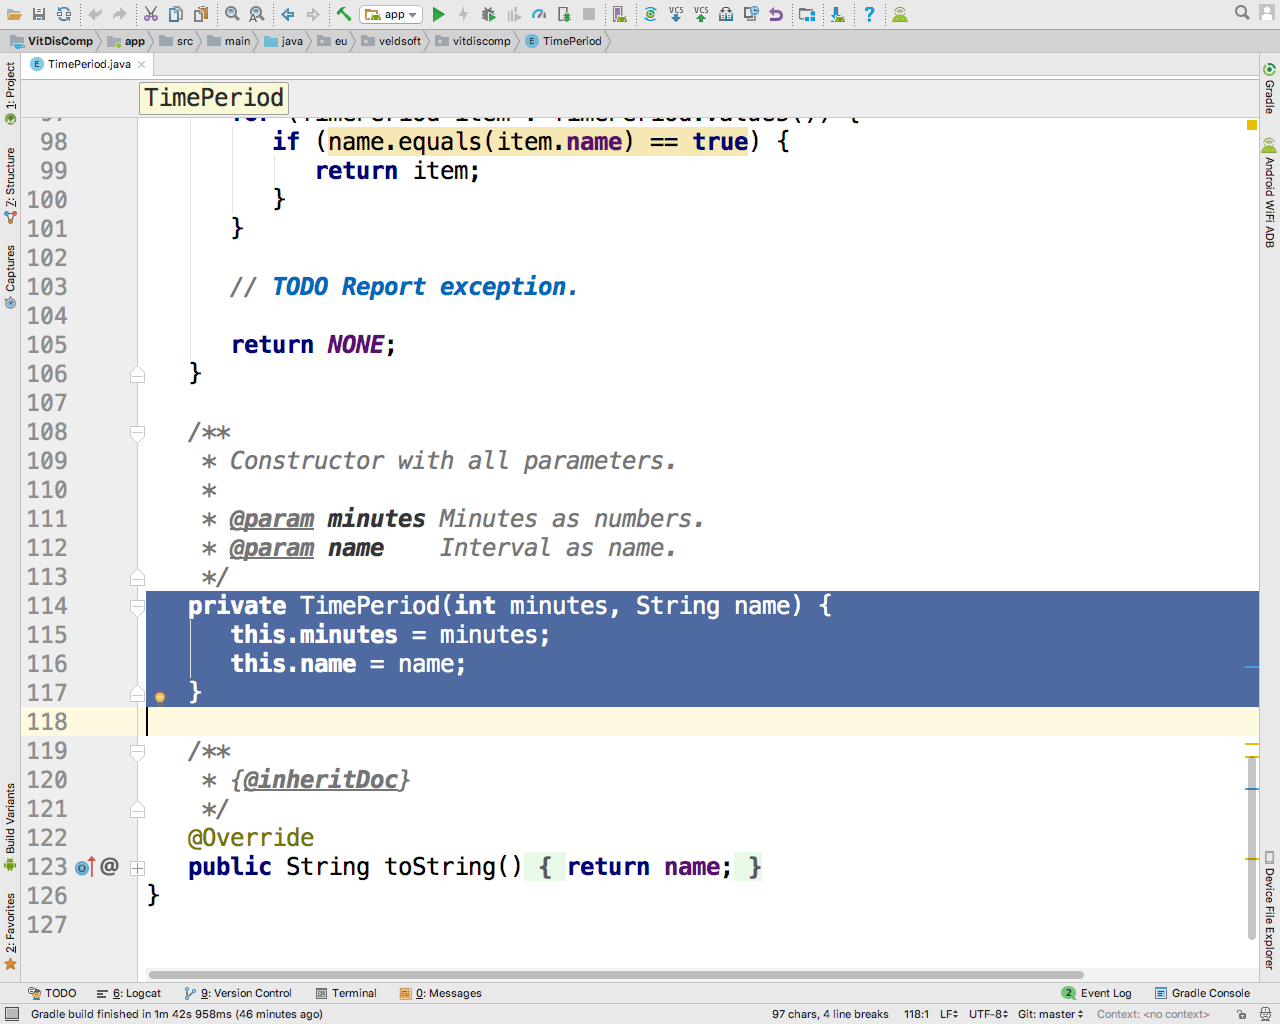 app
VitDisComp app src main java eu veldsoft vitdiscomp TimePeriod
TimePeriod.java
TimePeriod
98 if (name.equals(item.name) == true) {
99 return item;
100 }
101 }
102
103 // TODO Report exception.
104
105 return NONE;
106 }
107
108 /**
109 * Constructor with all parameters.
110 *
111 * @param minutes Minutes as numbers.
112 * @param name Interval as name.
113 */
114 private TimePeriod(int minutes, String name) {
115 this.minutes = minutes;
116 this.name = name;
117 }
118
119 /**
120 * {@inheritDoc}
121 */
122 @Override
123 public String toString() { return name; }
126 }
127
1: Project
7: Structure
Captures
Build Variants
2: Favorites
Gradle
Android WiFi ADB
Device File Explorer
TODO 6: Logcat 9: Version Control Terminal 0: Messages 2 Event Log Gradle Console
Gradle build finished in 1m 42s 958ms (46 minutes ago) 97 chars, 4 line breaks 118:1 LF UTF-8 Git: master Context: <no context>